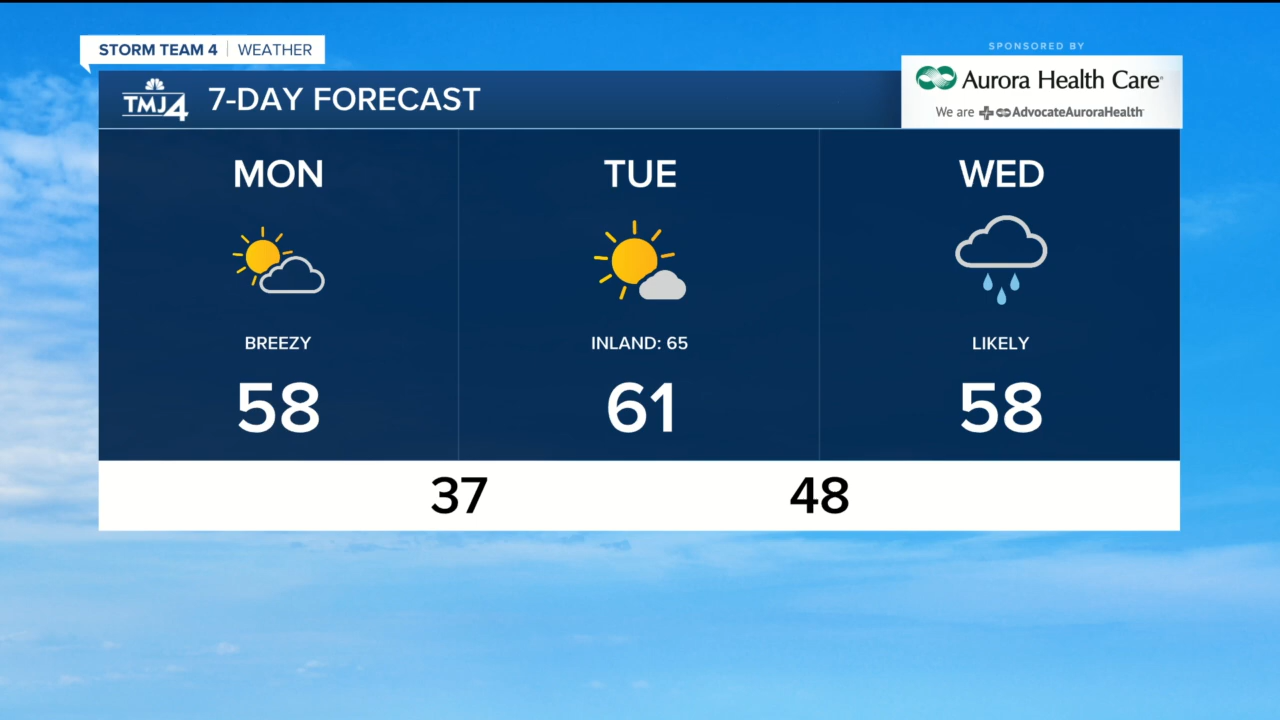 STORM TEAM 4 | WEATHER
SPONSORED BY
Aurora Health Care®
We are AdvocateAuroraHealth
TMJ4 7-DAY FORECAST
MON TUE WED
BREEZY INLAND: 65 LIKELY
58 61 58
37 48